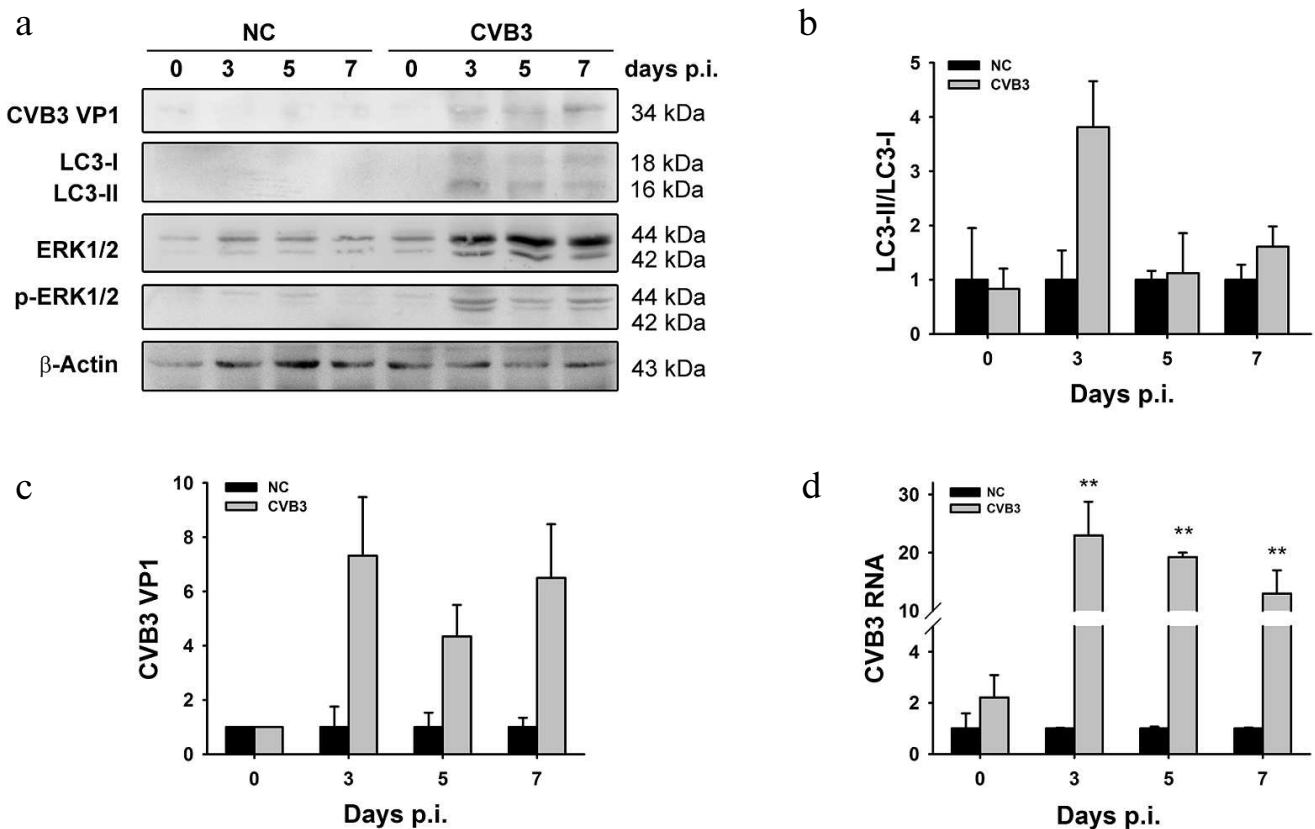 a
NC CVB3
0 3 5 7 0 3 5 7 days p.i.
CVB3 VP1 34 kDa
LC3-I 18 kDa
LC3-II 16 kDa
ERK1/2 44 kDa
42 kDa
p-ERK1/2 44 kDa
42 kDa
β-Actin 43 kDa
b
NC
CVB3
LC3-II/LC3-I
5
4
3
2
1
0
0 3 5 7
Days p.i.
c
NC
CVB3
CVB3 VP1
10
8
6
4
2
0
0 3 5 7
Days p.i.
d
NC
CVB3
** ** **
CVB3 RNA
30
20
10
4
2
0
0 3 5 7
Days p.i.